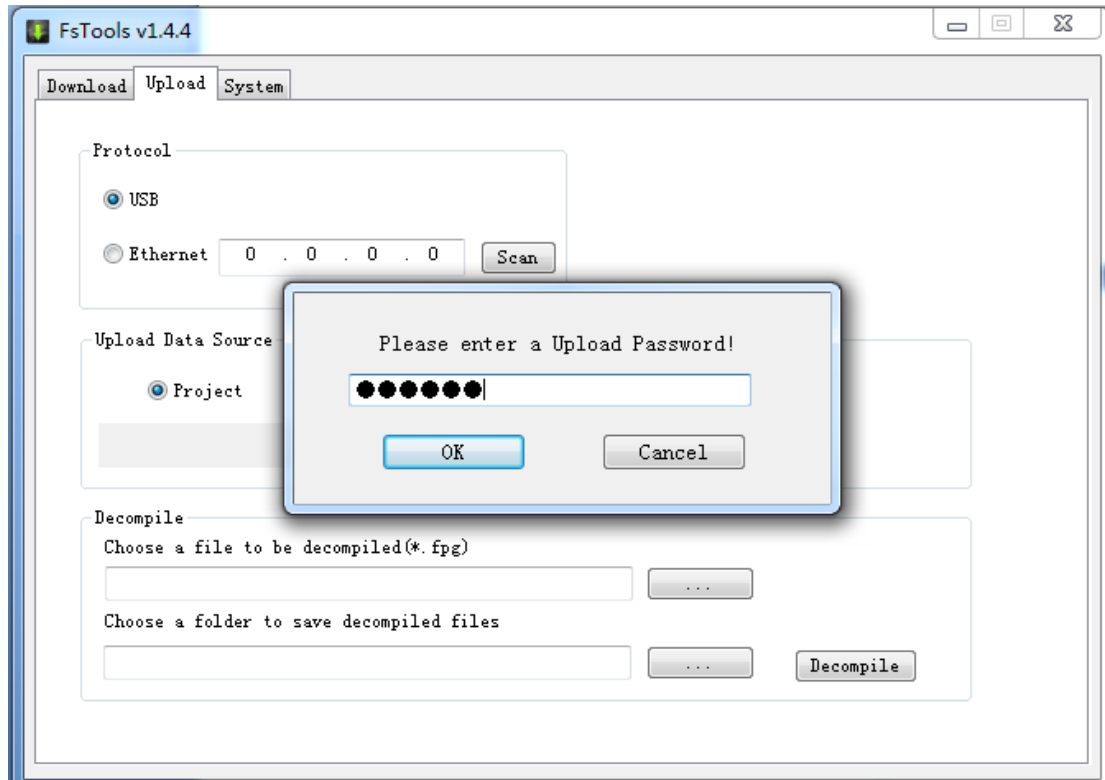 FsTools v1.4.4
Download Upload System
Protocol
USB
Ethernet 0 . 0 . 0 . 0 Scan
Upload Data Source
Project
Please enter a Upload Password!
●●●●●●
OK Cancel
Decompile
Choose a file to be decompiled(*.fpg)
...
Choose a folder to save decompiled files
... Decompile